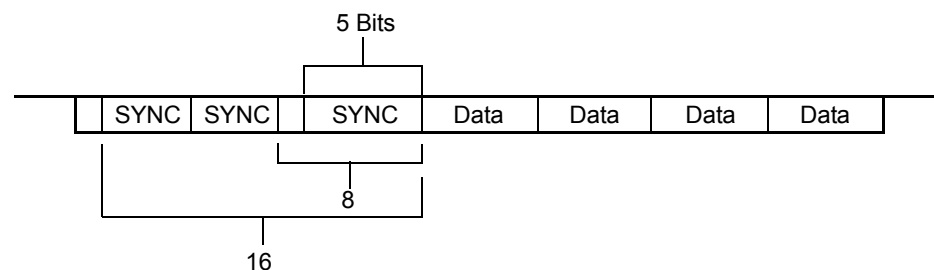 5 Bits
SYNC SYNC SYNC Data Data Data Data
8
16